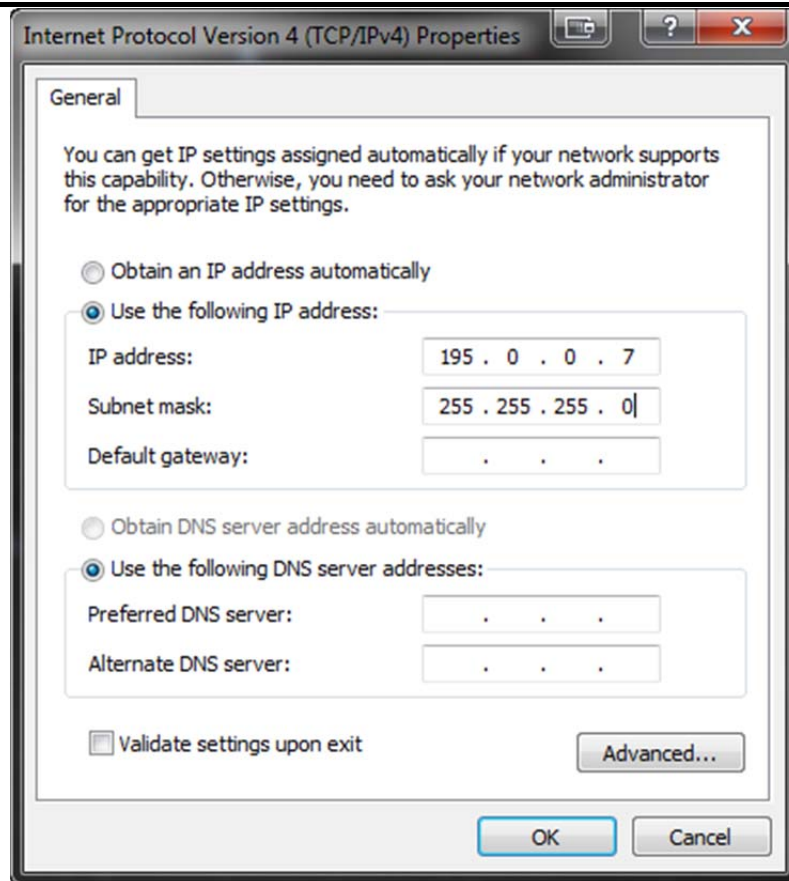 Internet Protocol Version 4 (TCP/IPv4) Properties
?
X
General
You can get IP settings assigned automatically if your network supports
this capability. Otherwise, you need to ask your network administrator
for the appropriate IP settings.
Obtain an IP address automatically
Use the following IP address:
IP address: 195 . 0 . 0 . 7
Subnet mask: 255 . 255 . 255 . 0
Default gateway: . . .
Obtain DNS server address automatically
Use the following DNS server addresses:
Preferred DNS server: . . .
Alternate DNS server: . . .
Validate settings upon exit
Advanced...
OK Cancel